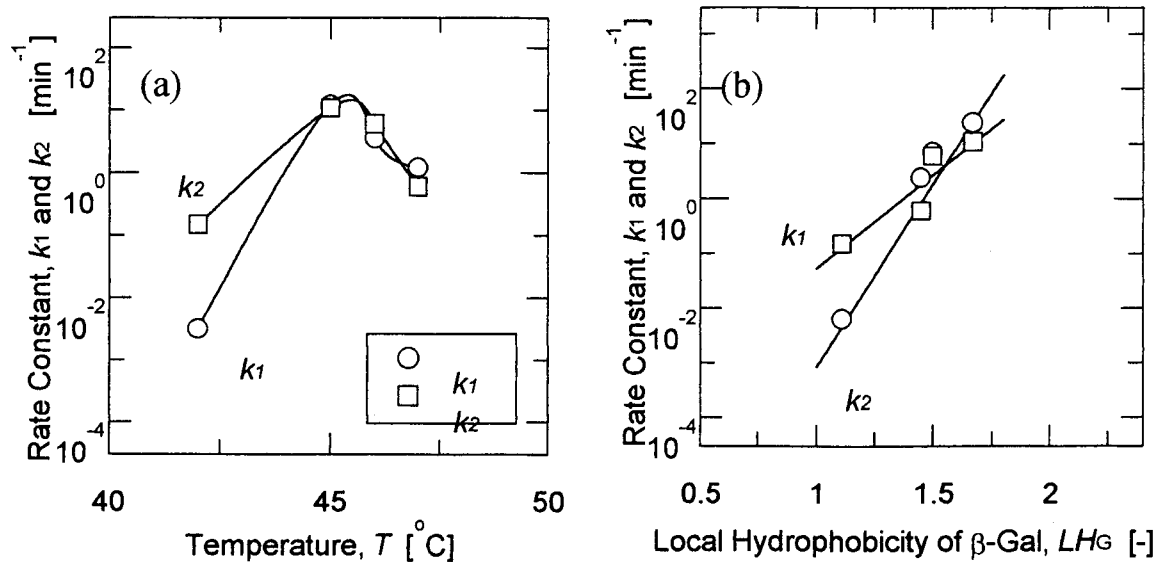 (a)
Rate Constant, k1 and k2 [min-1]
10^2
10^0
10^-2
10^-4
k2
k1
k1
k2
40
45
50
Temperature, T [°C]
(b)
Rate Constant, k1 and k2 [min-1]
10^2
10^0
10^-2
10^-4
k1
k2
0.5
1
1.5
2
Local Hydrophobicity of β-Gal, LHG [-]